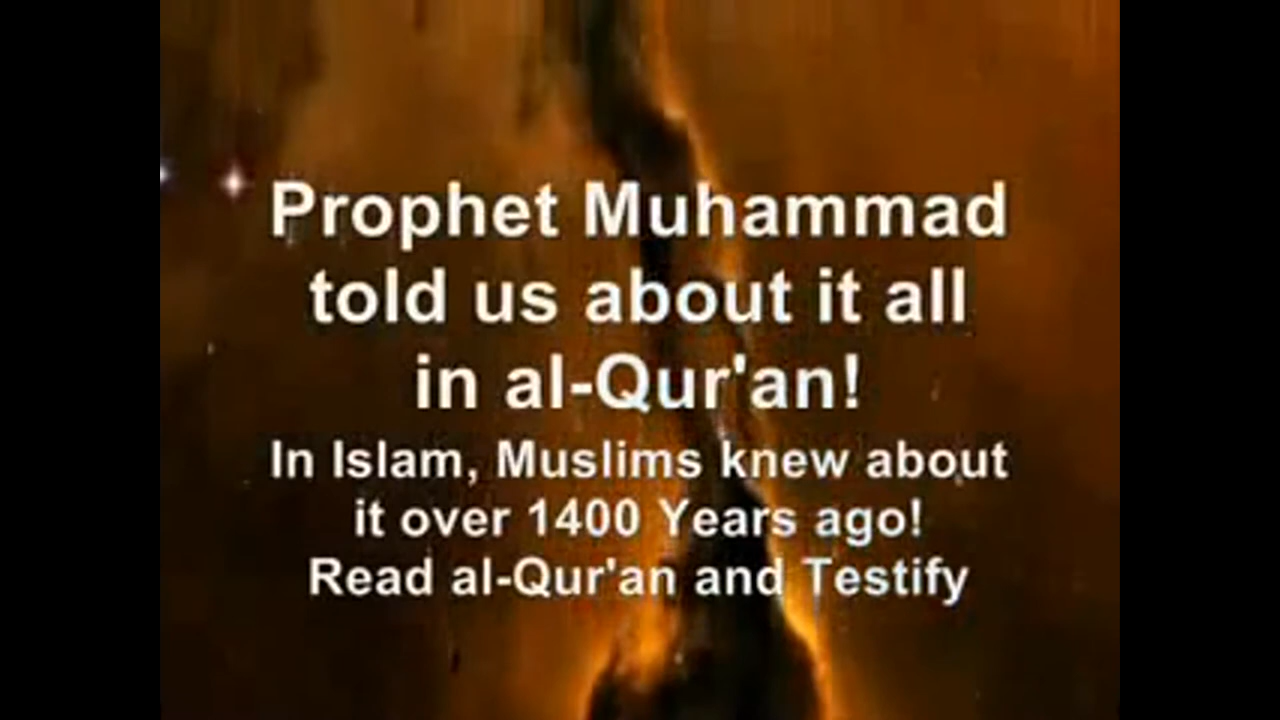 Prophet Muhammad
told us about it all
in al-Qur'an!
In Islam, Muslims knew about
it over 1400 Years ago!
Read al-Qur'an and Testify